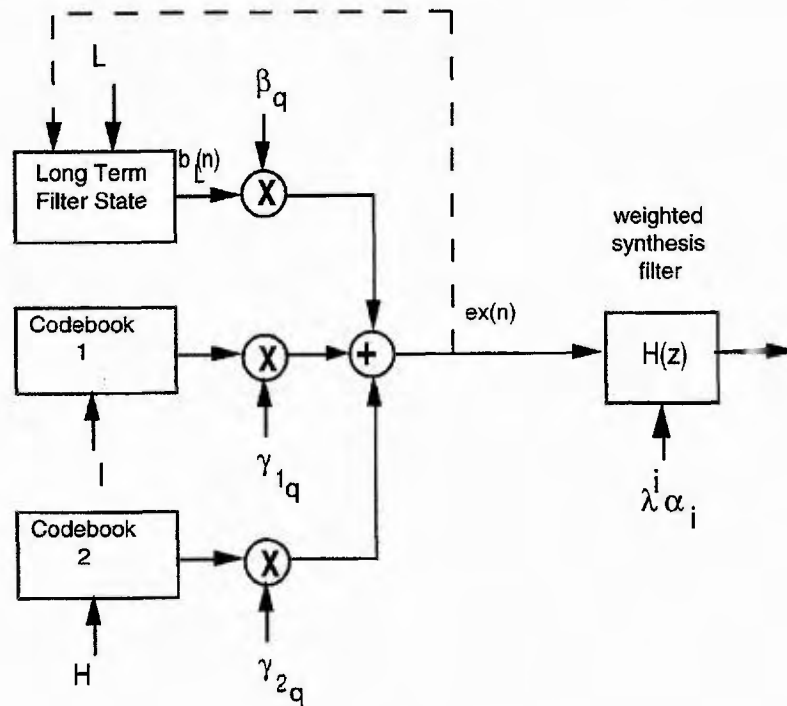 L
β_q
b_L(n)
Long Term
Filter State
X
weighted
synthesis
filter
ex(n)
Codebook
1
X
+
H(z)
I
γ_1q
λ^i α_i
Codebook
2
X
H
γ_2q